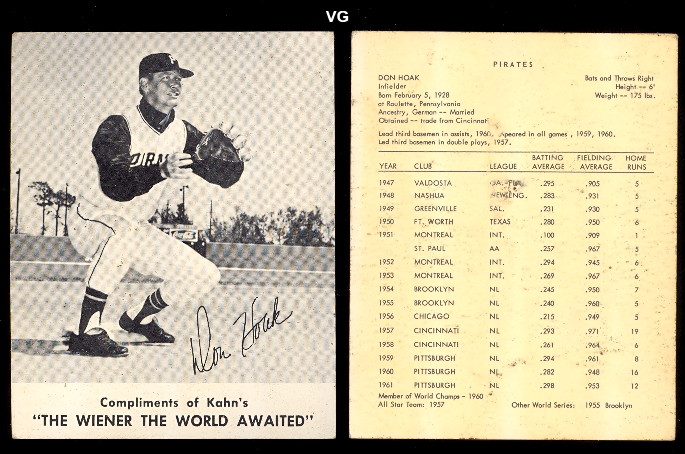 VG
P
PIRA
Don Hoak
Compliments of Kahn's
"THE WIENER THE WORLD AWAITED"
PIRATES
DON HOAK
Infielder
Born February 5, 1928
at Roulette, Pennsylvania
Ancestry, German -- Married
Obtained -- trade from Cincinnati
Bats and Throws Right
Height -- 6'
Weight -- 175 lbs.
Lead third basemen in assists, 1960. Apeared in all games , 1959, 1960.
Led third basemen in double plays, 1957.
YEAR CLUB LEAGUE BATTING AVERAGE FIELDING AVERAGE HOME RUNS
1947 VALDOSTA GA.-FLA. .295 .905 5
1948 NASHUA NEW ENG. .283 .931 5
1949 GREENVILLE SAL. .231 .930 5
1950 FT. WORTH TEXAS .280 .950 6
1951 MONTREAL INT. .100 .909 1
ST. PAUL AA .257 .967 5
1952 MONTREAL INT. .294 .945 6
1953 MONTREAL INT. .269 .967 6
1954 BROOKLYN NL .245 .950 7
1955 BROOKLYN NL .240 .960 5
1956 CHICAGO NL .215 .949 5
1957 CINCINNATI NL .293 .971 19
1958 CINCINNATI NL .261 .964 6
1959 PITTSBURGH NL .294 .961 8
1960 PITTSBURGH NL .282 .948 16
1961 PITTSBURGH NL .298 .953 12
Member of World Champs - 1960
All Star Team: 1957 Other World Series: 1955 Brooklyn